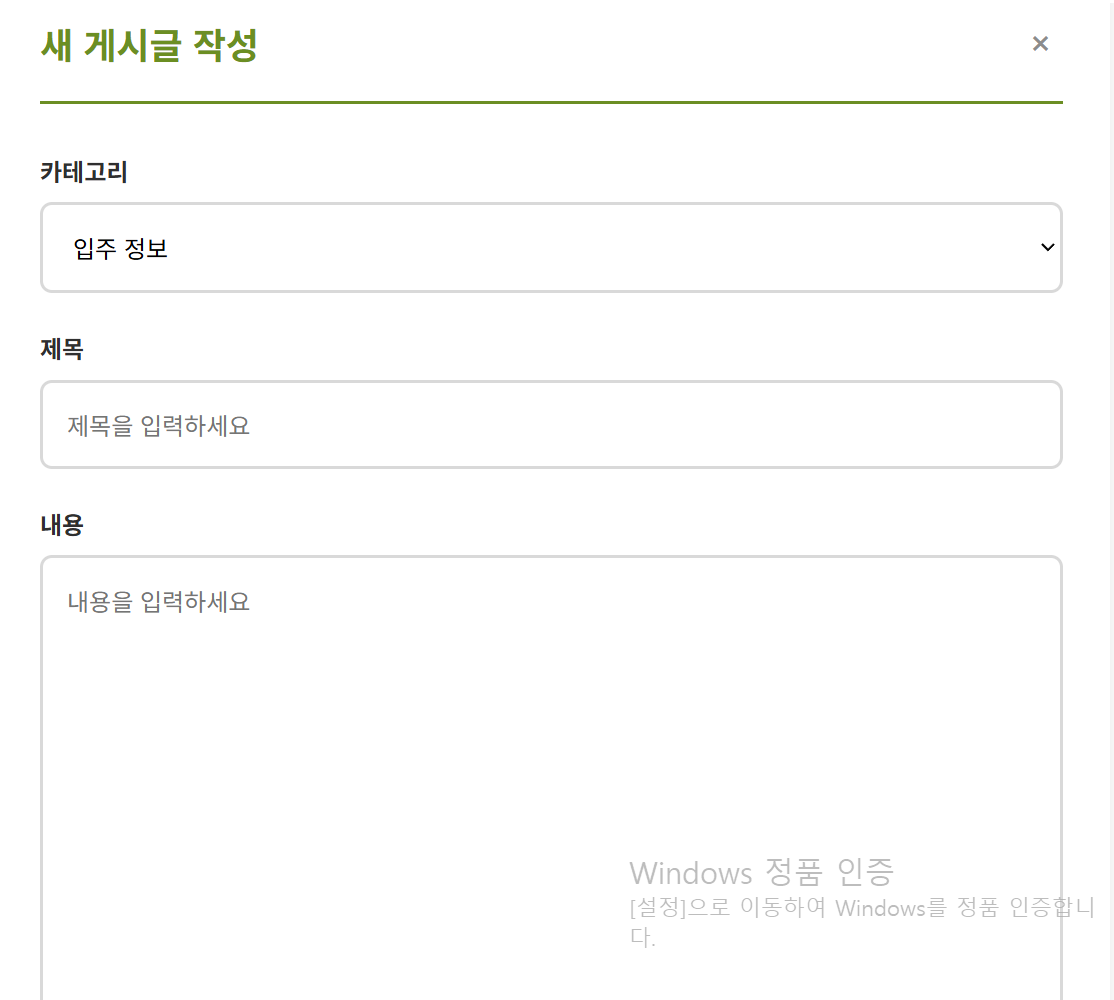 새 게시글 작성
×
카테고리
입주 정보
제목
제목을 입력하세요
내용
내용을 입력하세요
Windows 정품 인증
[설정]으로 이동하여 Windows를 정품 인증합니
다.